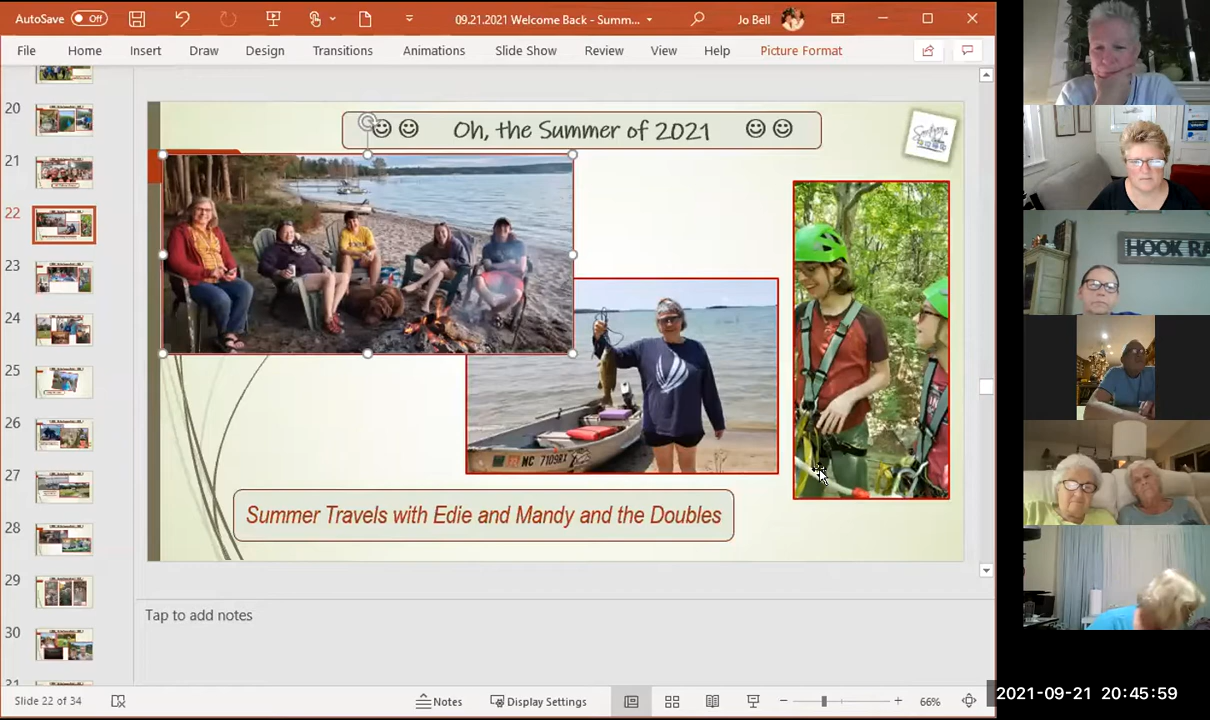 AutoSave Off 09.21.2021 Welcome Back - Summ... Jo Bell
File Home Insert Draw Design Transitions Animations Slide Show Review View Help Picture Format
20
21
22
23
24
25
26
27
28
29
30
Oh, the Summer of 2021
HOOK RA
NC 7109
Summer Travels with Edie and Mandy and the Doubles
Tap to add notes
Slide 22 of 34 Notes Display Settings 66%
2021-09-21 20:45:59